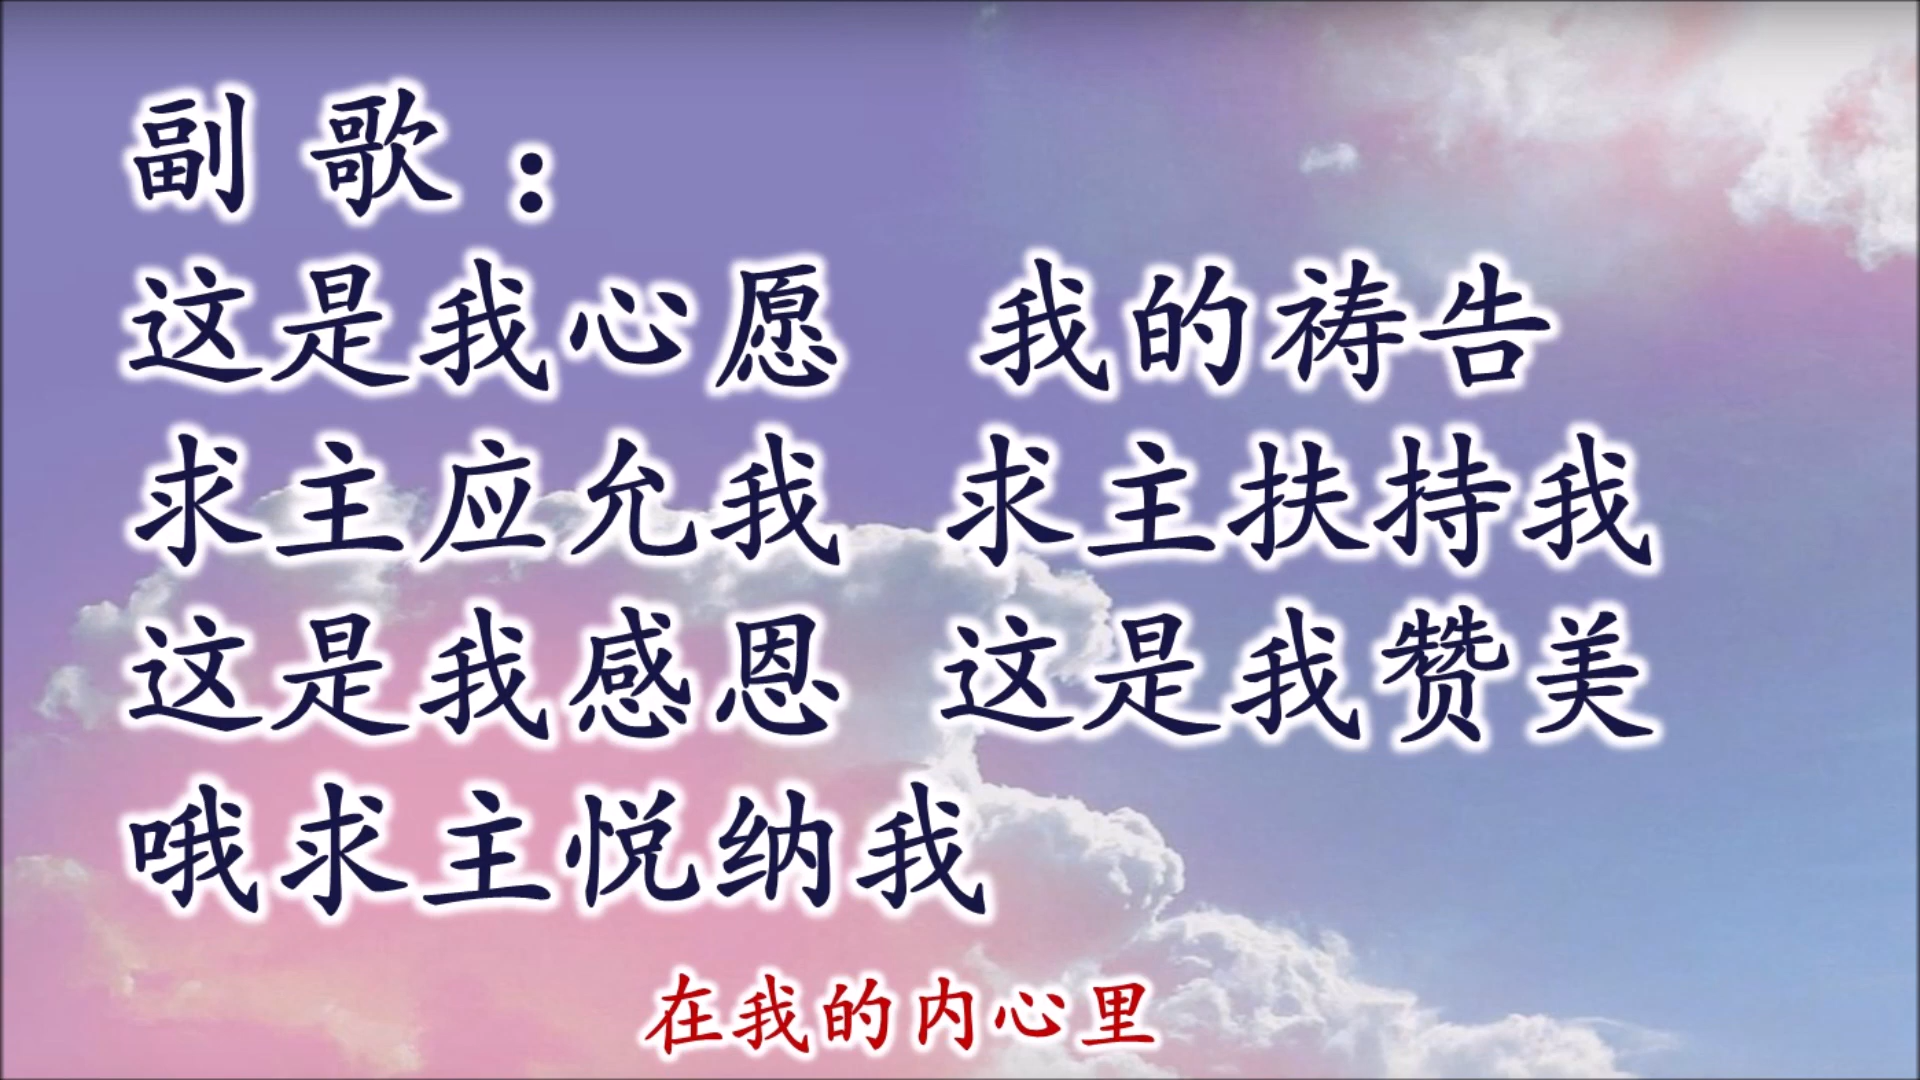 副 歌：
这是我心愿 我的祷告
求主应允我 求主扶持我
这是我感恩 这是我赞美
哦求主悦纳我
在我的内心里